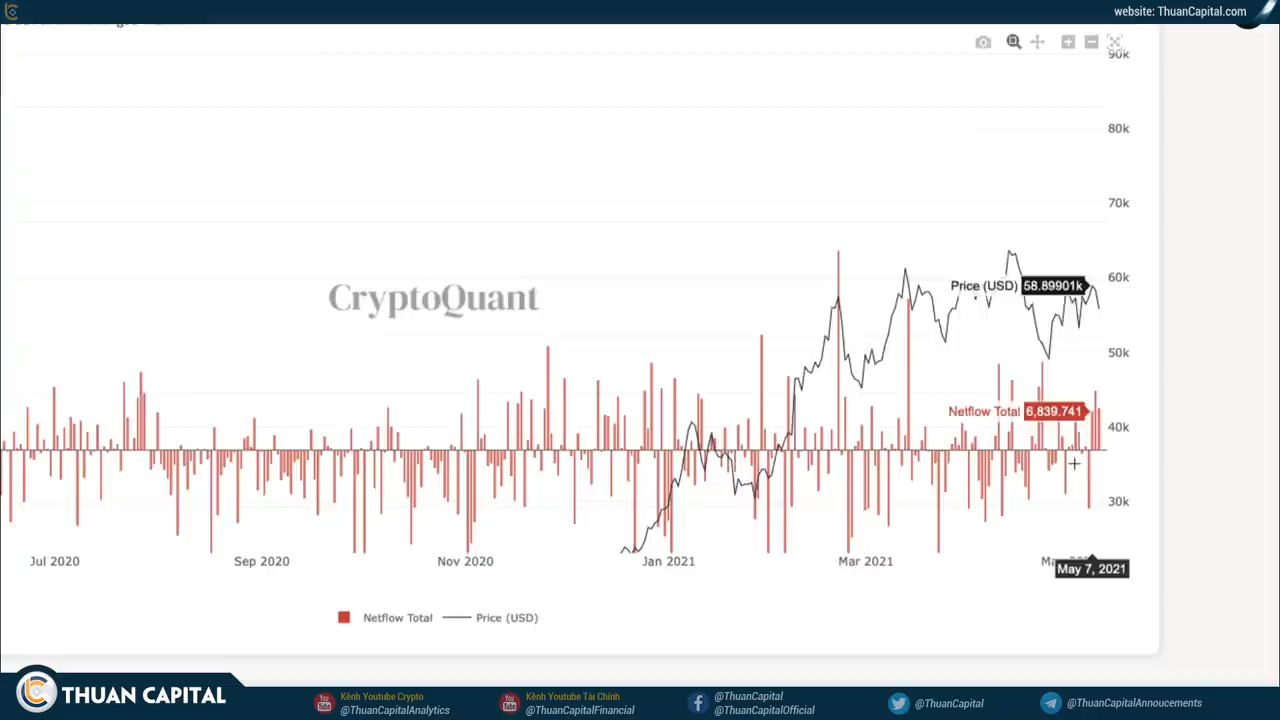 website: ThuanCapital.com
90k
80k
70k
60k
50k
40k
30k
CryptoQuant
Price (USD) 58.89901k
Netflow Total 6,839.741
Jul 2020
Sep 2020
Nov 2020
Jan 2021
Mar 2021
May 7, 2021
Netflow Total
Price (USD)
THUAN CAPITAL
Kênh Youtube Crypto
@ThuanCapitalAnalytics
Kênh Youtube Tài Chính
@ThuanCapitalFinancial
@ThuanCapital
@ThuanCapitalOfficial
@ThuanCapital
@ThuanCapitalAnnoucements